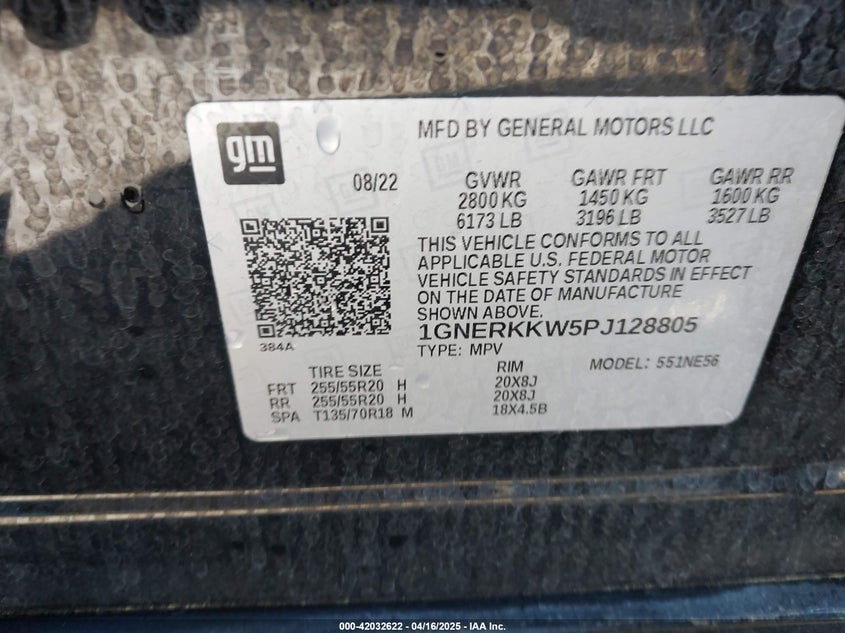 gm
MFD BY GENERAL MOTORS LLC
08/22
GVWR GAWR FRT GAWR RR
2800 KG 1450 KG 1600 KG
6173 LB 3196 LB 3527 LB
THIS VEHICLE CONFORMS TO ALL
APPLICABLE U.S. FEDERAL MOTOR
VEHICLE SAFETY STANDARDS IN EFFECT
ON THE DATE OF MANUFACTURE
SHOWN ABOVE.
1GNERKKW5PJ128805
384A
TYPE: MPV MODEL: 551NE56
TIRE SIZE RIM
FRT 255/55R20 H 20X8J
RR 255/55R20 H 20X8J
SPA T135/70R18 M 18X4.5B
000-42032622 - 04/16/2025 - IAA Inc.